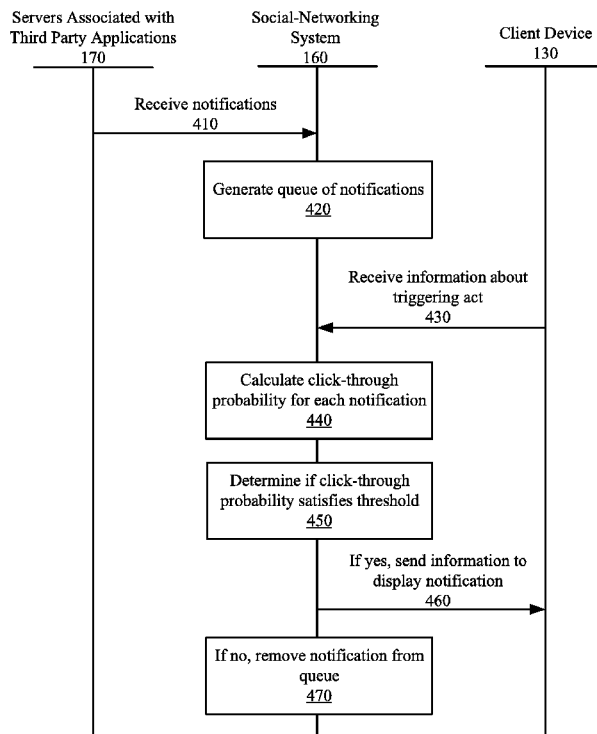 Servers Associated with
Third Party Applications
170
Social-Networking
System
160
Client Device
130
Receive notifications
410
Generate queue of notifications
420
Receive information about
triggering act
430
Calculate click-through
probability for each notification
440
Determine if click-through
probability satisfies threshold
450
If yes, send information to
display notification
460
If no, remove notification from
queue
470